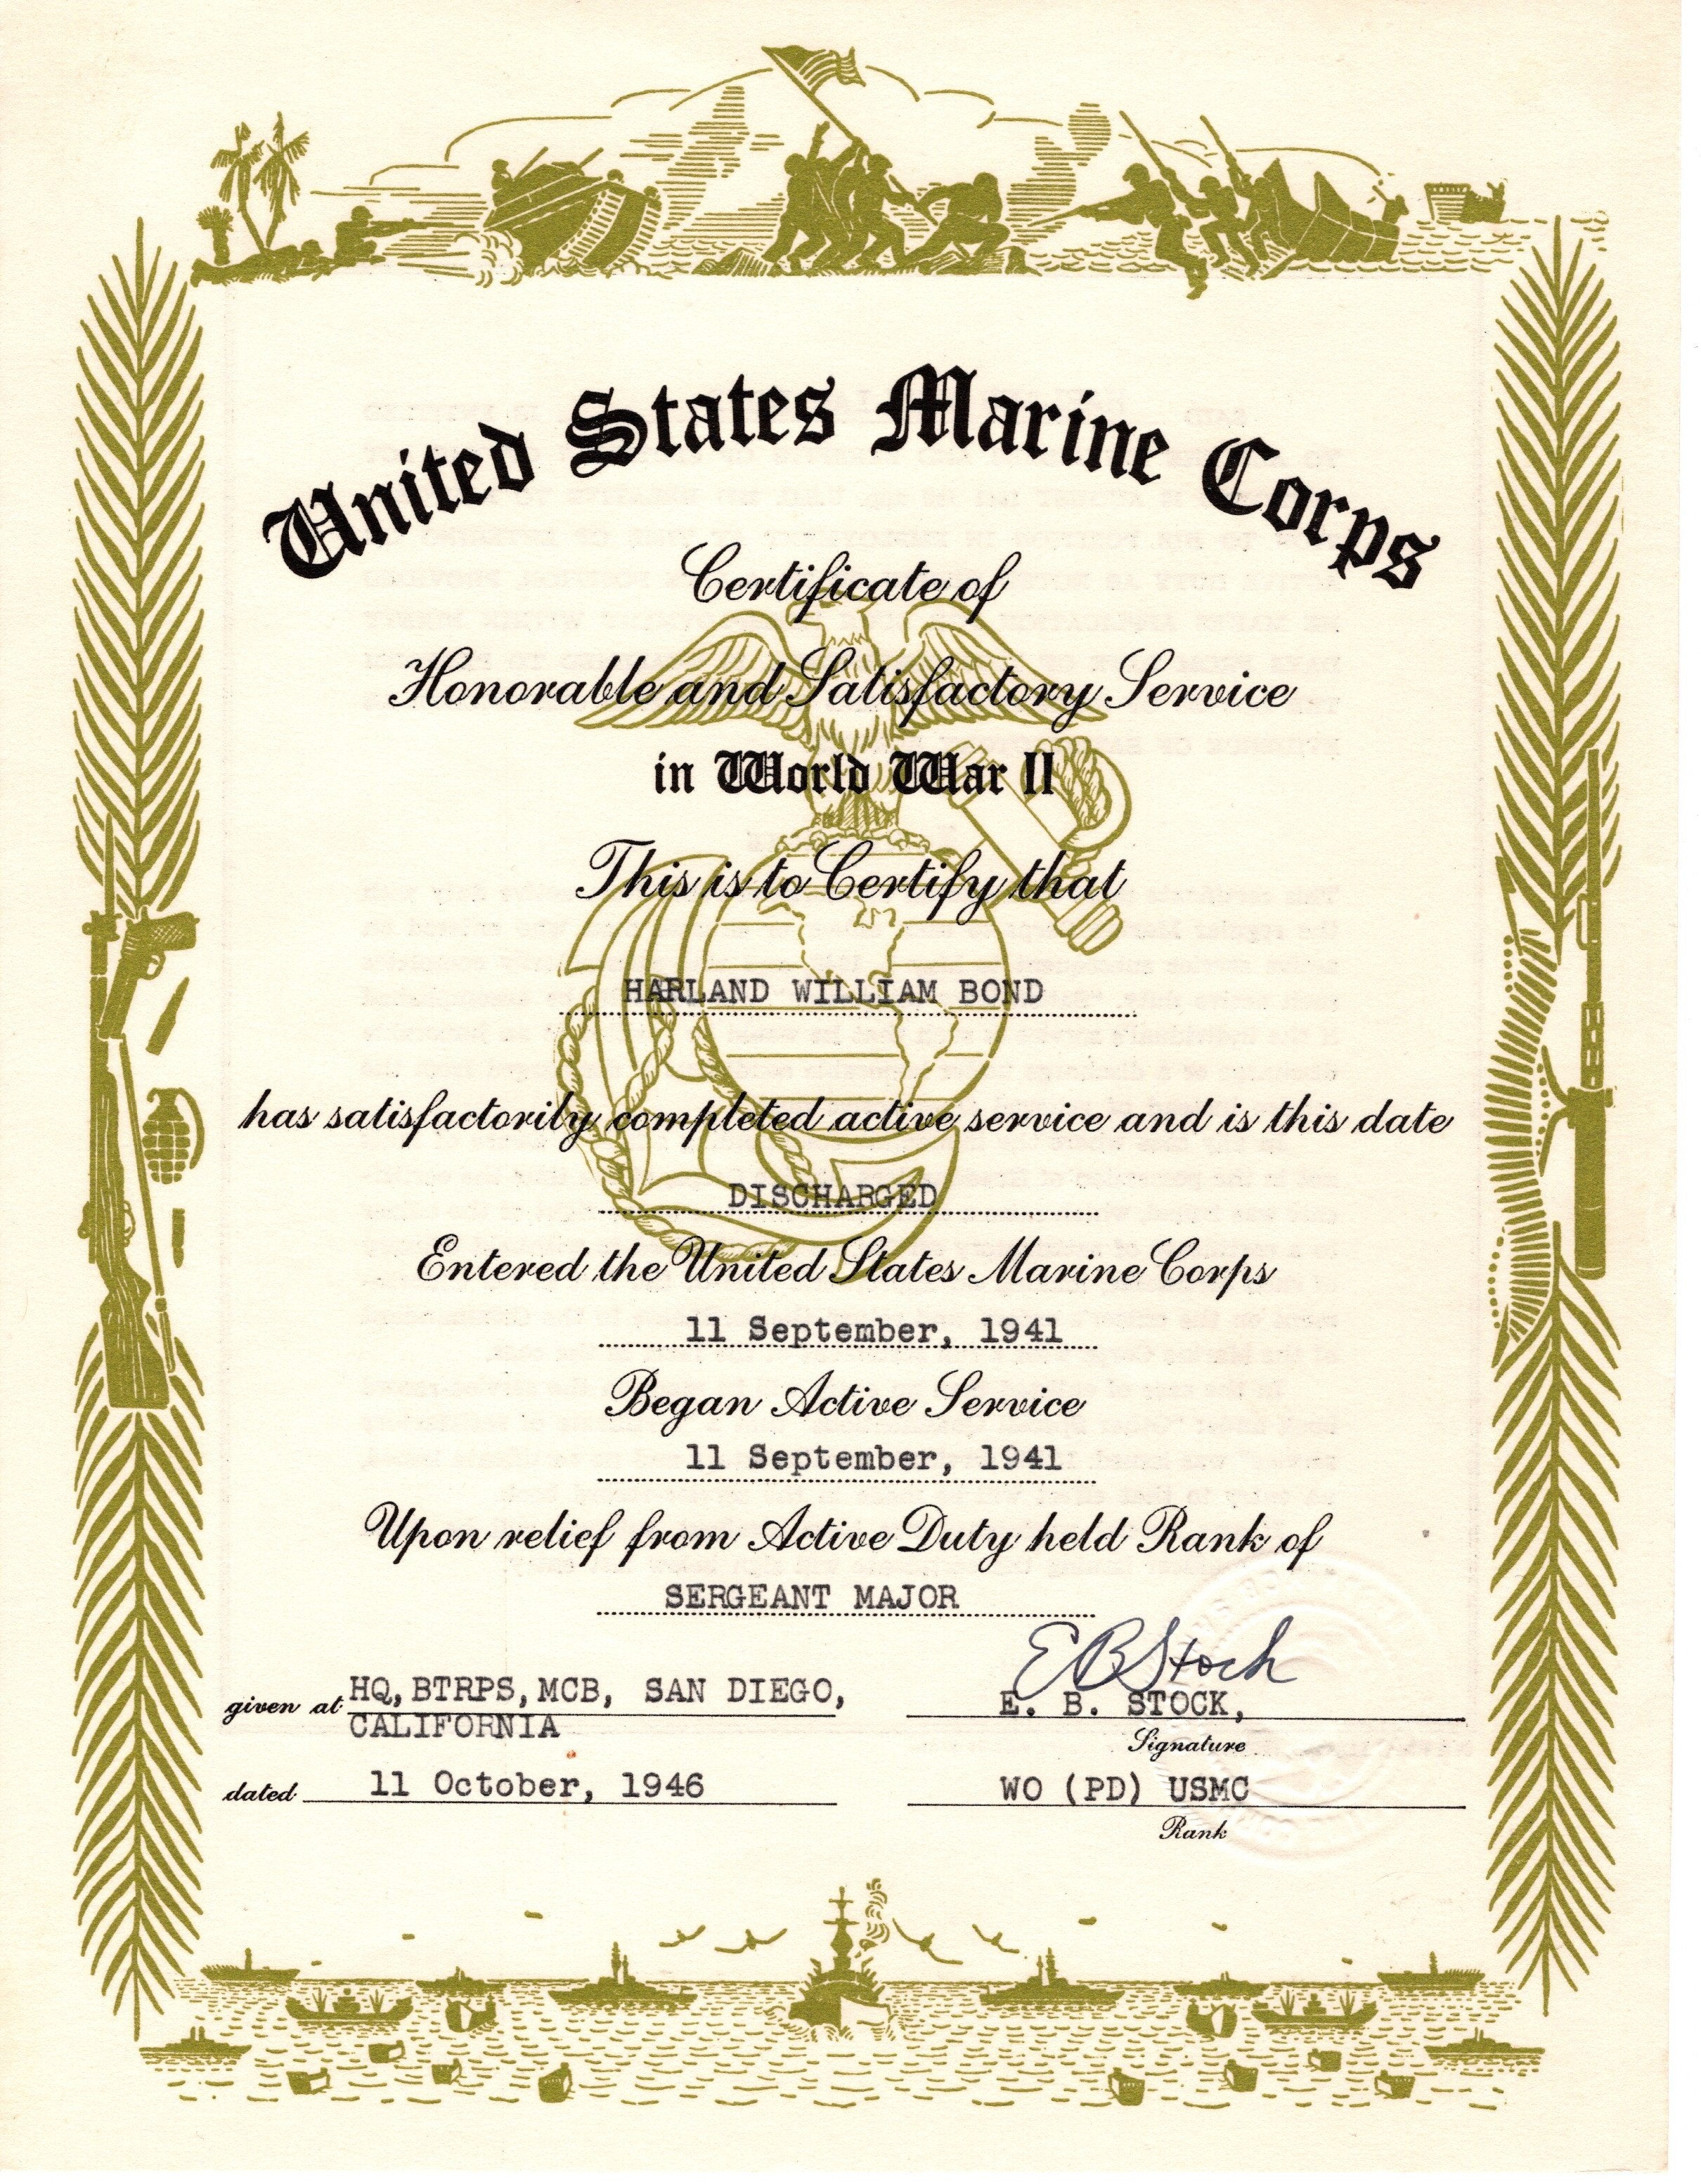 United States Marine Corps
Certificate of
Honorable and Satisfactory Service
in World War II
This is to Certify that
HARLAND WILLIAM BOND
has satisfactorily completed active service and is this date
DISCHARGED
Entered the United States Marine Corps
11 September, 1941
Began Active Service
11 September, 1941
Upon relief from Active Duty held Rank of
SERGEANT MAJOR
E B Stock
given at HQ, BTRPS, MCB, SAN DIEGO,
CALIFORNIA
E. B. STOCK,
Signature
dated 11 October, 1946
WO (PD) USMC
Rank